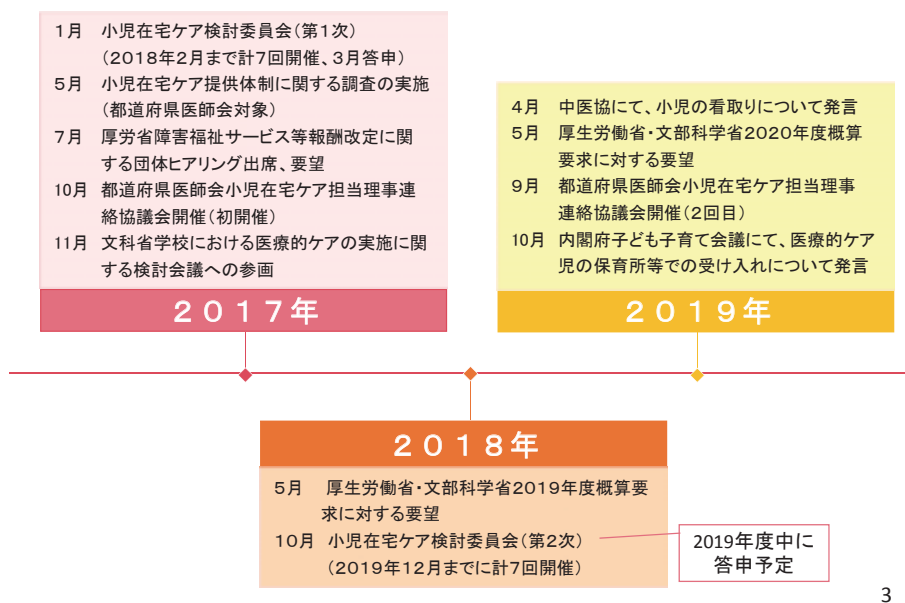 1月 小児在宅ケア検討委員会(第1次)
(2018年2月まで計7回開催、3月答申)
5月 小児在宅ケア提供体制に関する調査の実施
(都道府県医師会対象)
7月 厚労省障害福祉サービス等報酬改定に関
する団体ヒアリング出席、要望
10月 都道府県医師会小児在宅ケア担当理事連
絡協議会開催(初開催)
11月 文科省学校における医療的ケアの実施に関
する検討会議への参画
2017年
4月 中医協にて、小児の看取りについて発言
5月 厚生労働省・文部科学省2020年度概算
要求に対する要望
9月 都道府県医師会小児在宅ケア担当理事
連絡協議会開催(2回目)
10月 内閣府子ども子育て会議にて、医療的ケア
児の保育所等での受け入れについて発言
2019年
2018年
5月 厚生労働省・文部科学省2019年度概算要
求に対する要望
10月 小児在宅ケア検討委員会(第2次)
(2019年12月までに計7回開催)
2019年度中に
答申予定
3